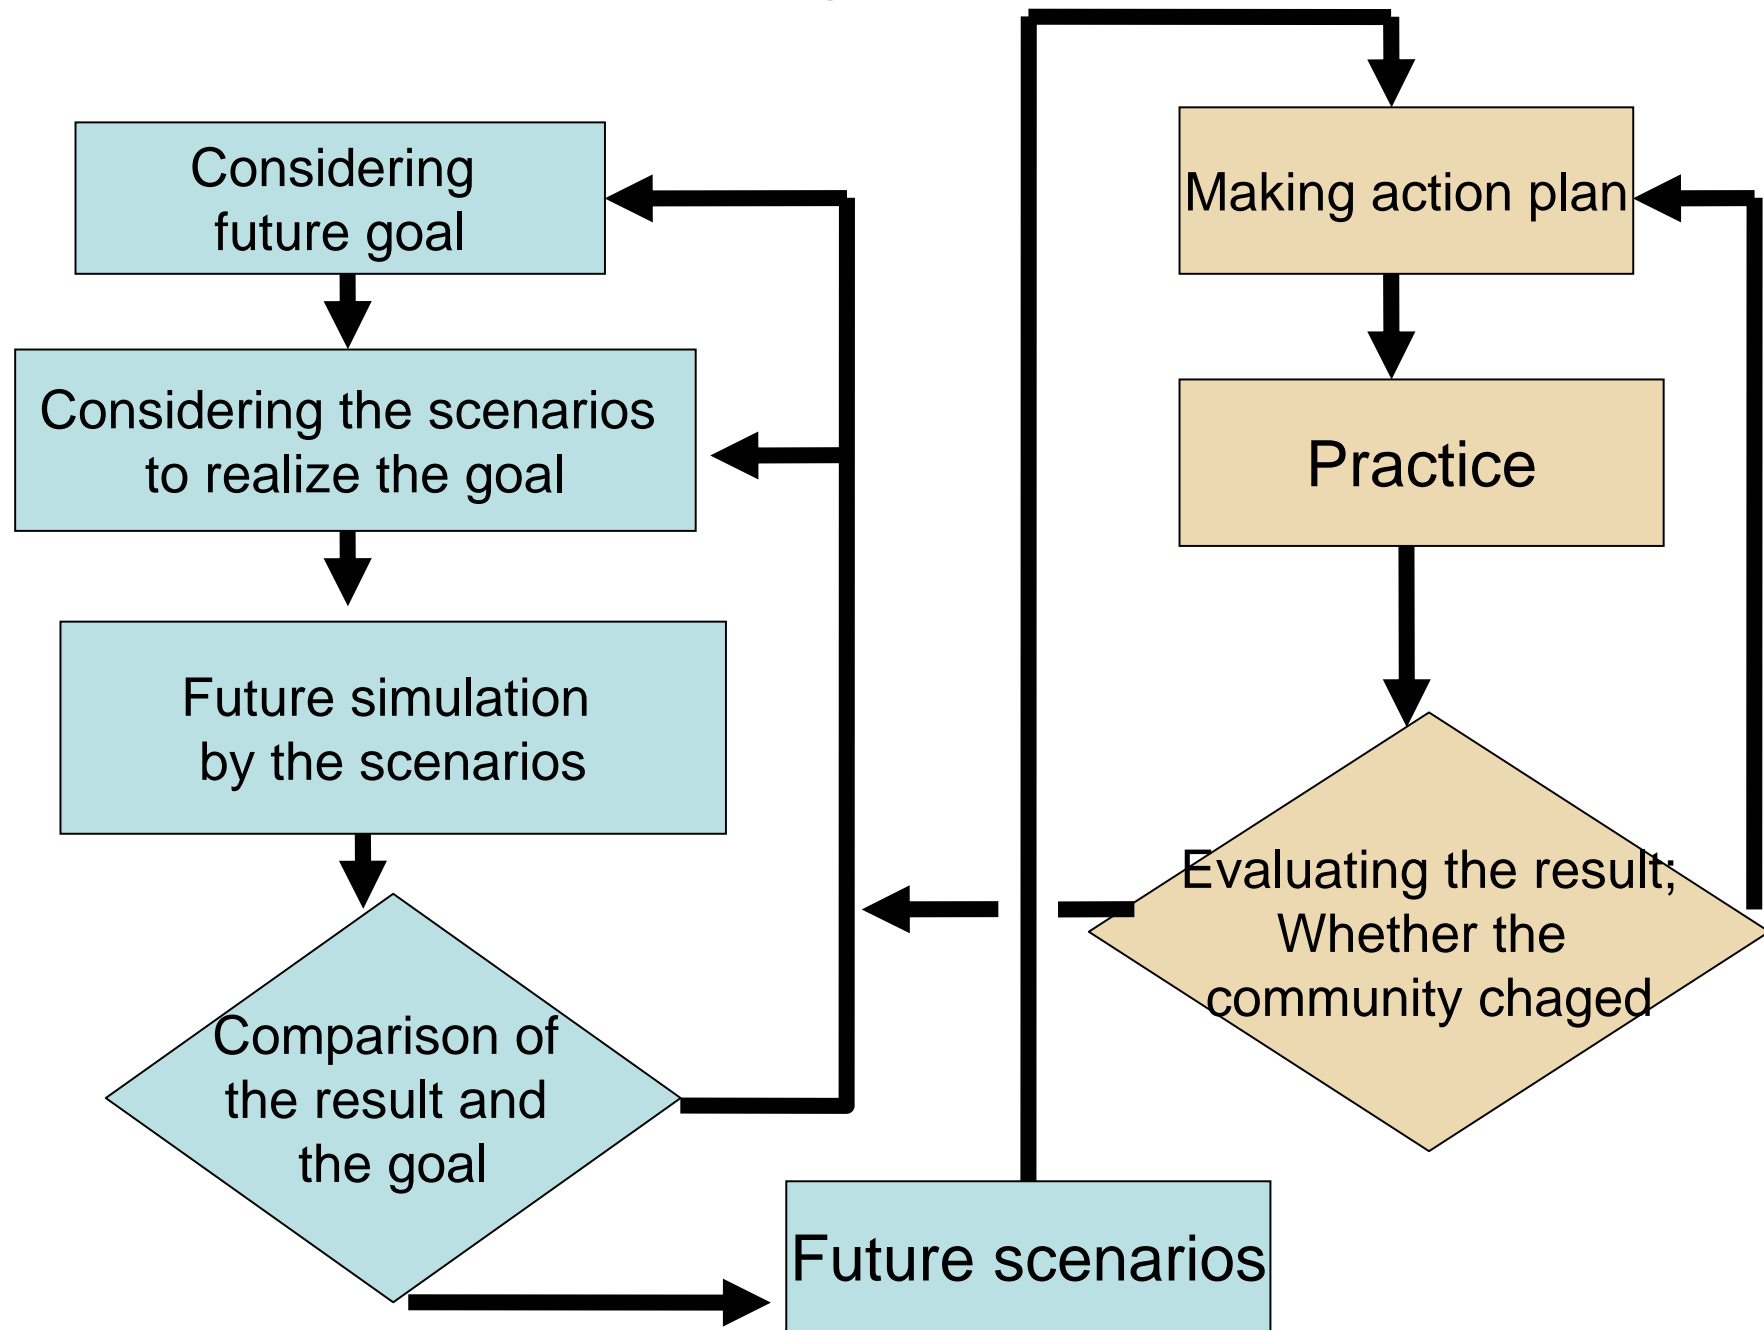 Considering
future goal
Considering the scenarios
to realize the goal
Future simulation
by the scenarios
Comparison of
the result and
the goal
Future scenarios
Making action plan
Practice
Evaluating the result;
Whether the
community chaged